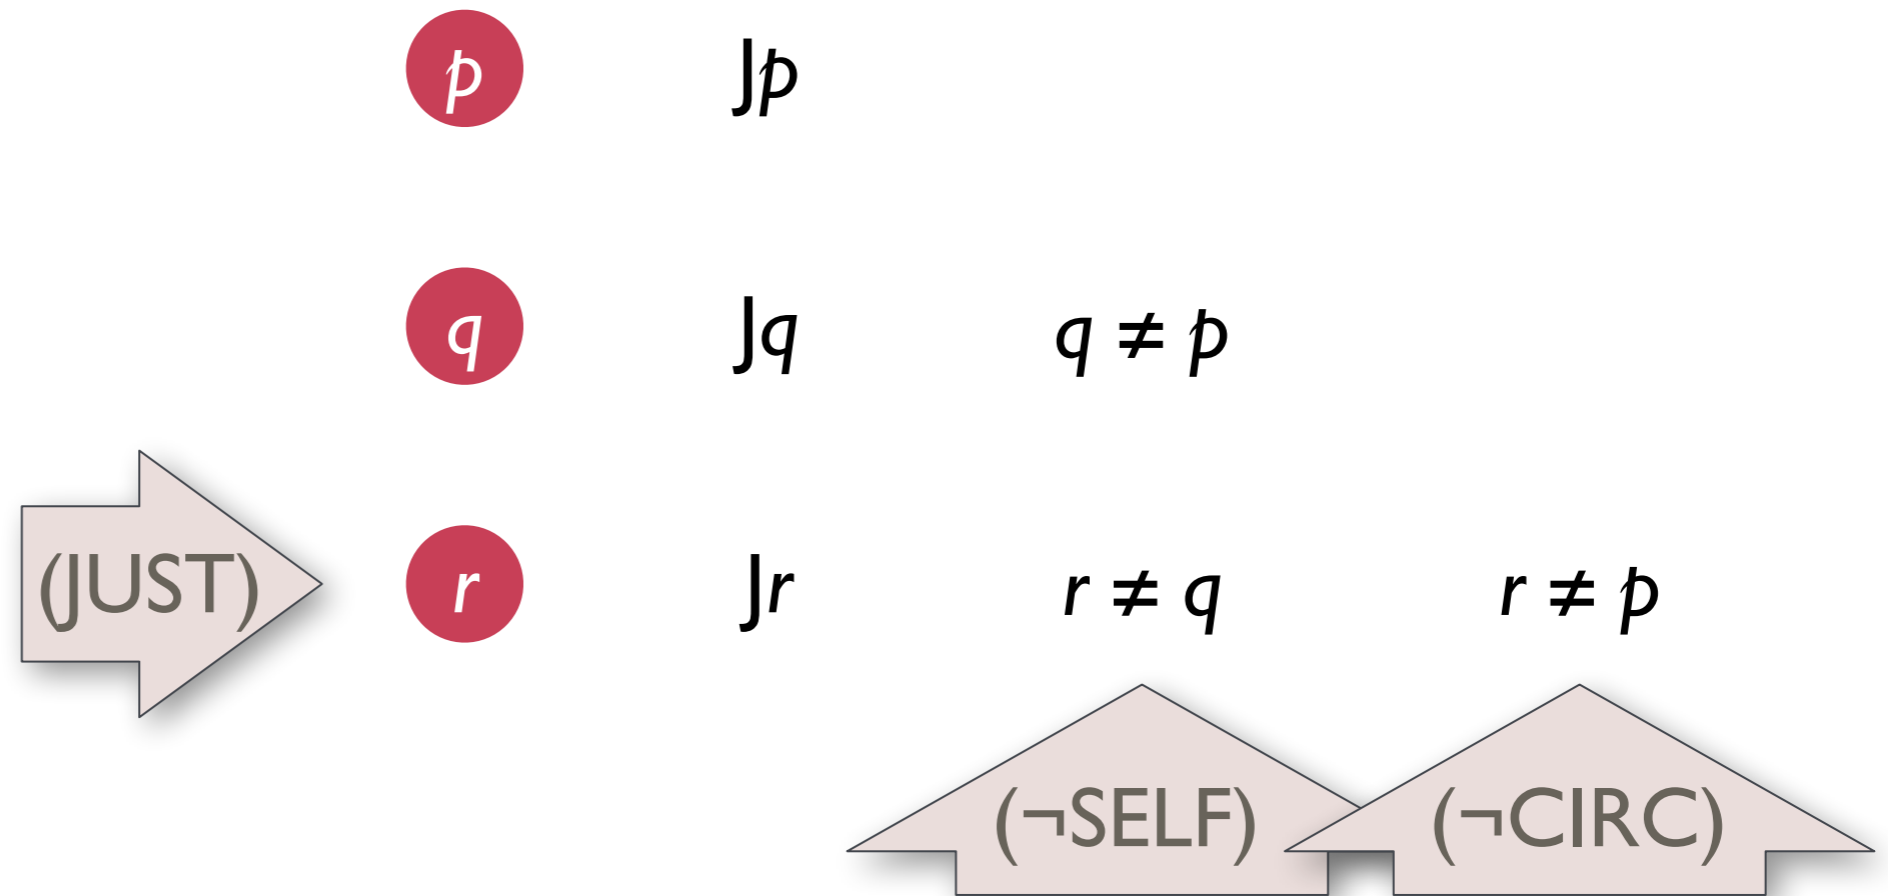 p Jp
q Jq q ≠ p
(JUST) r Jr r ≠ q r ≠ p
(¬SELF) (¬CIRC)